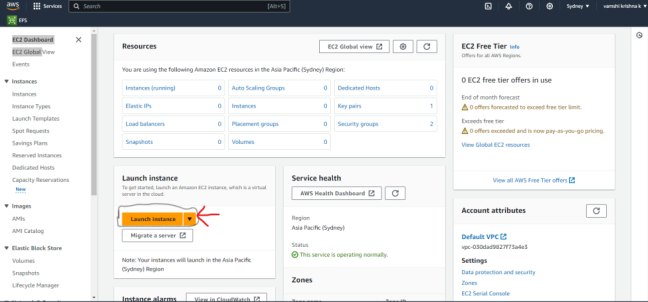 aws
Services
Search
[Alt+S]
Sydney
vamshi krishna k
EFS
EC2 Dashboard
EC2 Global View
Events
Instances
Instances
Instance Types
Launch Templates
Spot Requests
Savings Plans
Reserved Instances
Dedicated Hosts
Capacity Reservations
New
Images
AMIs
AMI Catalog
Elastic Block Store
Volumes
Snapshots
Lifecycle Manager
Resources
EC2 Global view
You are using the following Amazon EC2 resources in the Asia Pacific (Sydney) Region:
Instances (running) 0 Auto Scaling Groups 0 Dedicated Hosts 0
Elastic IPs 0 Instances 0 Key pairs 1
Load balancers 0 Placement groups 0 Security groups 2
Snapshots 0 Volumes 0
Launch instance
To get started, launch an Amazon EC2 instance, which is a virtual
server in the cloud.
Launch instance
Migrate a server
Note: Your instances will launch in the Asia Pacific
(Sydney) Region
Instance alarms
View in CloudWatch
Service health
AWS Health Dashboard
Region
Asia Pacific (Sydney)
Status
This service is operating normally.
Zones
EC2 Free Tier Info
Offers for all AWS Regions.
0 EC2 free tier offers in use
End of month forecast
0 offers forecasted to exceed free tier limit.
Exceeds free tier
0 offers exceeded and is now pay-as-you-go pricing.
View Global EC2 resources
View all AWS Free Tier offers
Account attributes
Default VPC
vpc-030dad9827f73a4e3
Settings
Data protection and security
Zones
EC2 Serial Console